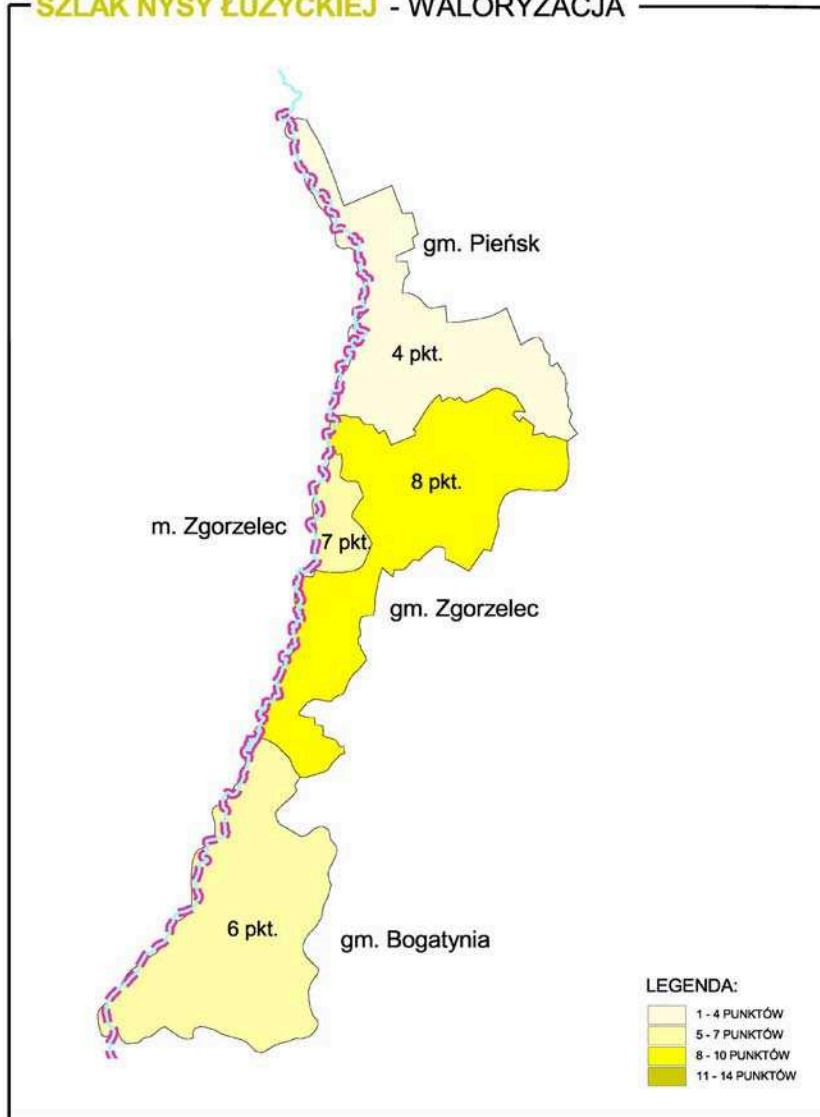 SZLAK NYSY ŁUŻYCKIEJ - WALORYZACJA
gm. Pieńsk
4 pkt.
8 pkt.
m. Zgorzelec
7 pkt.
gm. Zgorzelec
6 pkt.
gm. Bogatynia
LEGENDA:
1 - 4 PUNKTÓW
5 - 7 PUNKTÓW
8 - 10 PUNKTÓW
11 - 14 PUNKTÓW